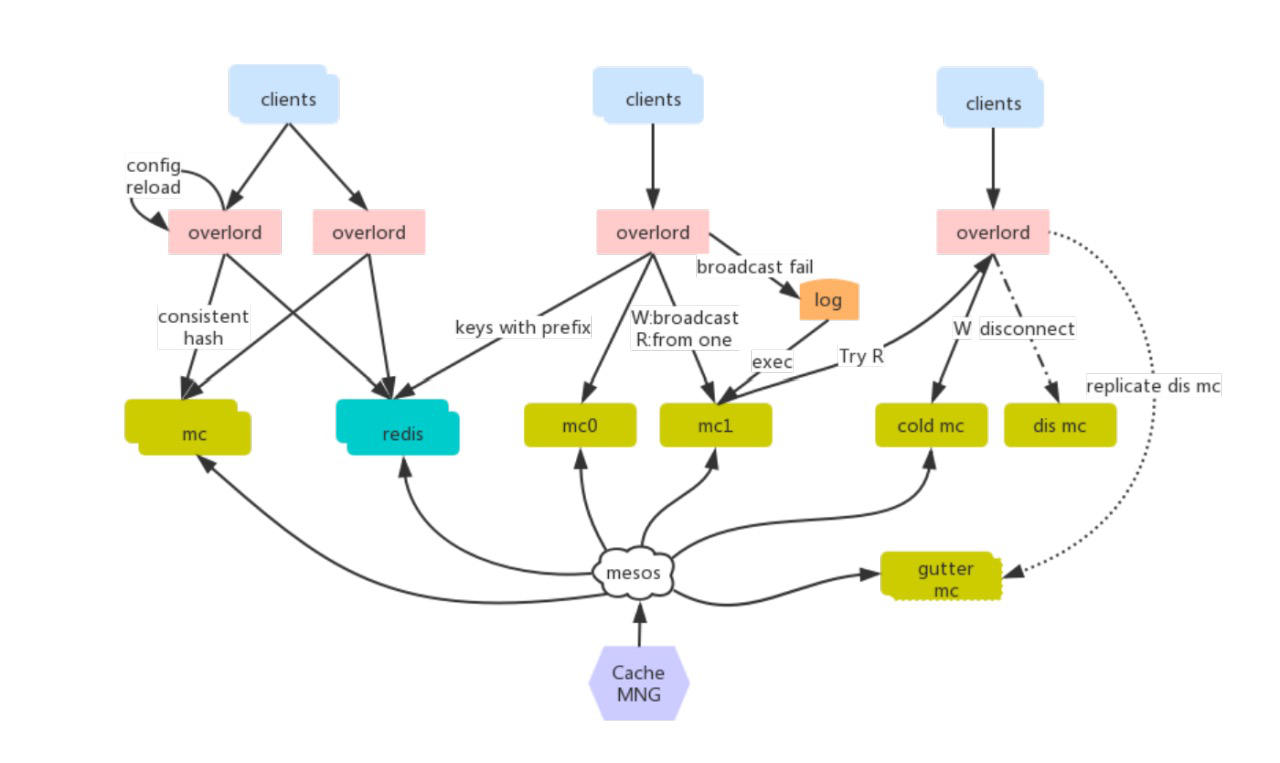 clients
clients
clients
config
reload
overlord
overlord
overlord
overlord
broadcast fail
log
consistent
hash
keys with prefix
W:broadcast
R:from one
exec
Try R
W
disconnect
replicate dis mc
mc
redis
mc0
mc1
cold mc
dis mc
mesos
gutter
mc
Cache
MNG